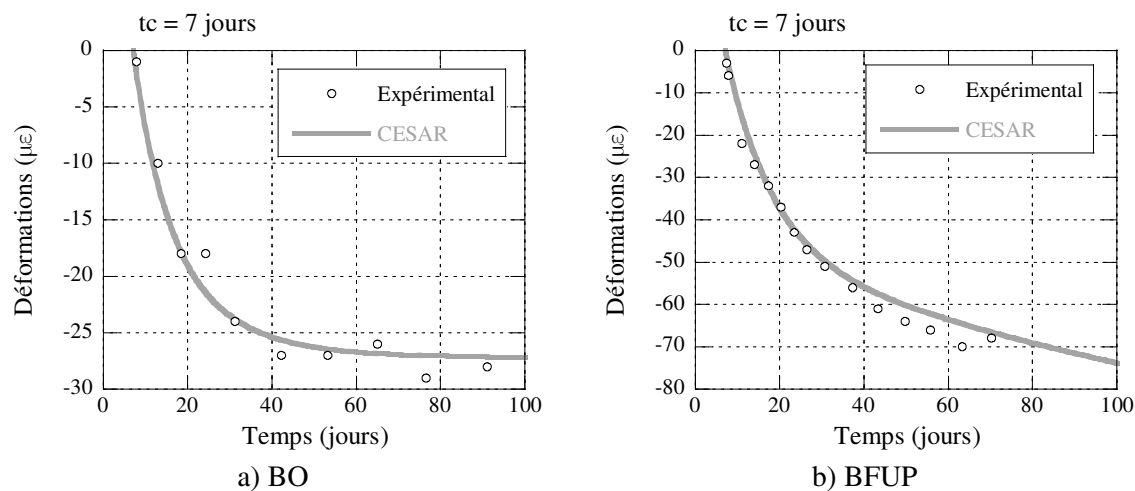 tc = 7 jours
0
-5
-10
-15
-20
-25
-30
Déformations (με)
Expérimental
CESAR
0
20
40
60
80
100
Temps (jours)
a) BO
tc = 7 jours
0
-10
-20
-30
-40
-50
-60
-70
-80
Déformations (με)
Expérimental
CESAR
0
20
40
60
80
100
Temps (jours)
b) BFUP